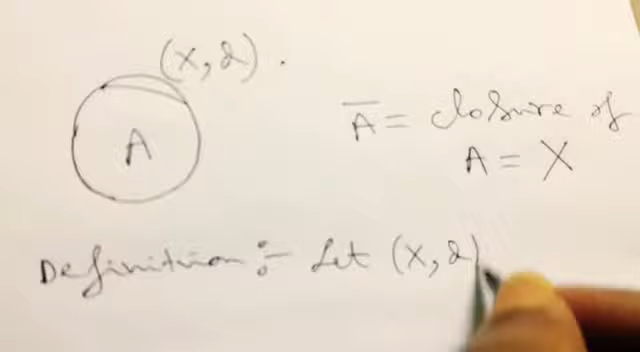 (X, d).
A
A̅ = closure of
A = X
Definition :- Let (X, d)